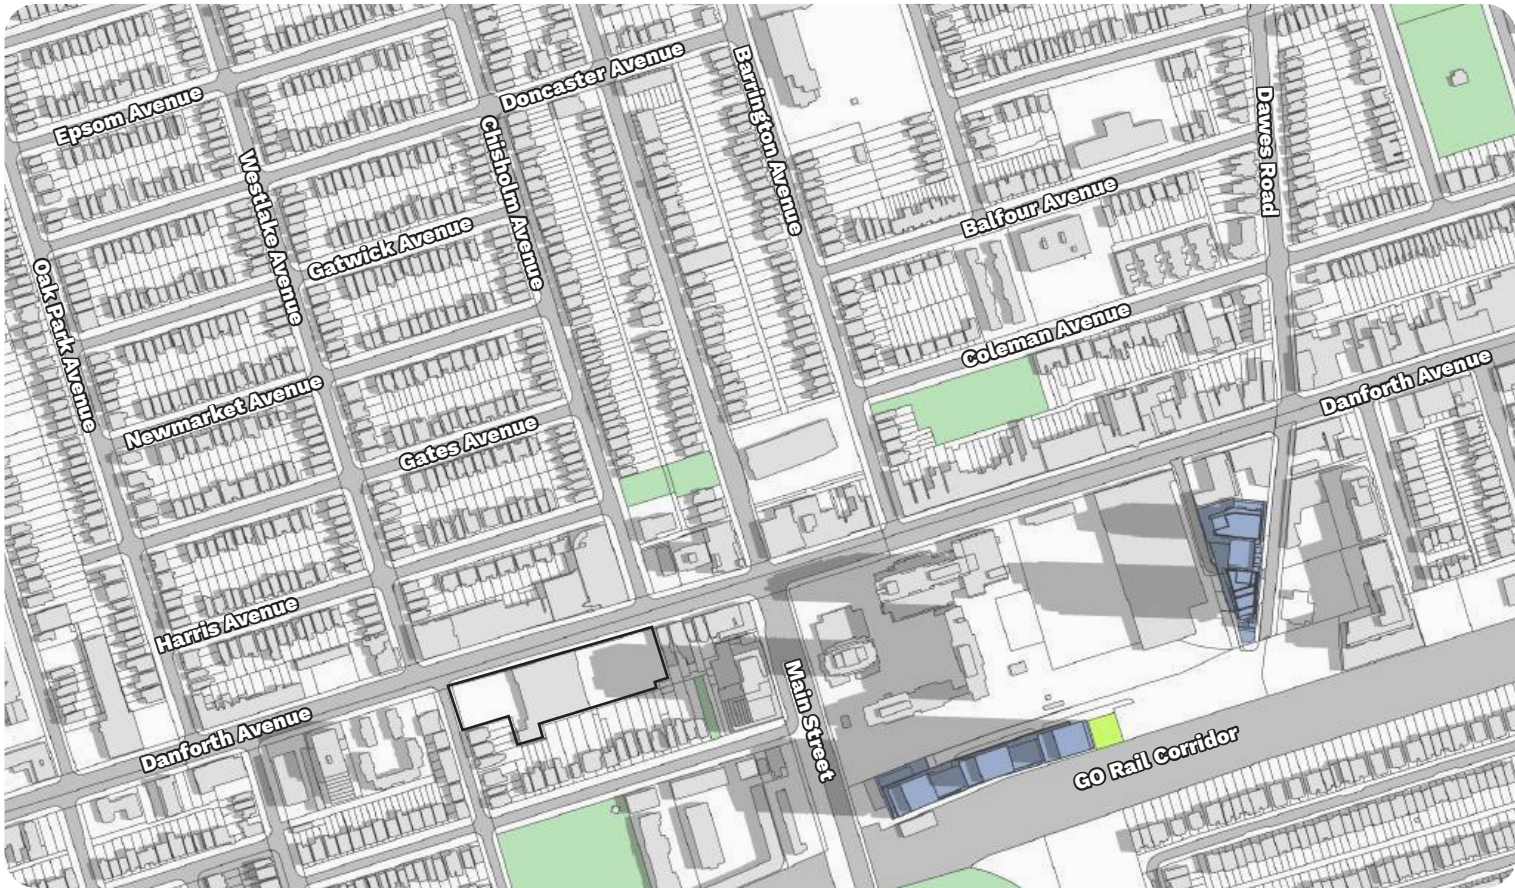 Doncaster Avenue
Epsom Avenue
Barrington Avenue
Dawes Road
Chisholm Avenue
Westlake Avenue
Balfour Avenue
Gatwick Avenue
Oak Park Avenue
Coleman Avenue
Danforth Avenue
Newmarket Avenue
Gates Avenue
Harris Avenue
Main Street
Danforth Avenue
GO Rail Corridor